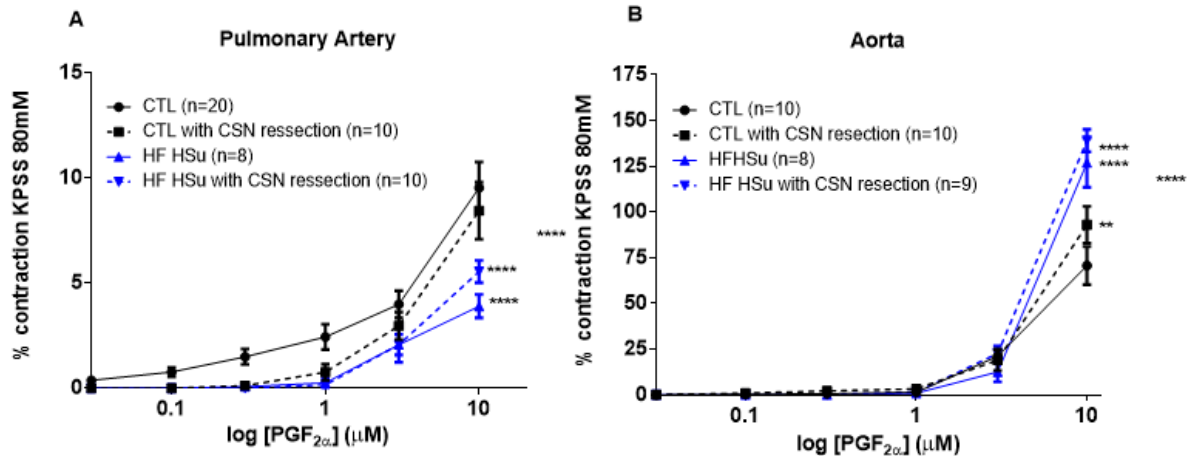 A
Pulmonary Artery
% contraction KPSS 80mM
15
10
5
0
CTL (n=20)
CTL with CSN ressection (n=10)
HF HSu (n=8)
HF HSu with CSN ressection (n=10)
****
****
****
0.1
1
10
log [PGF2α] (μM)
B
Aorta
% contraction KPSS 80mM
175
150
125
100
75
50
25
0
CTL (n=10)
CTL with CSN resection (n=10)
HFHSu (n=8)
HF HSu with CSN resection (n=9)
****
****
****
**
0.1
1
10
log [PGF2α] (μM)